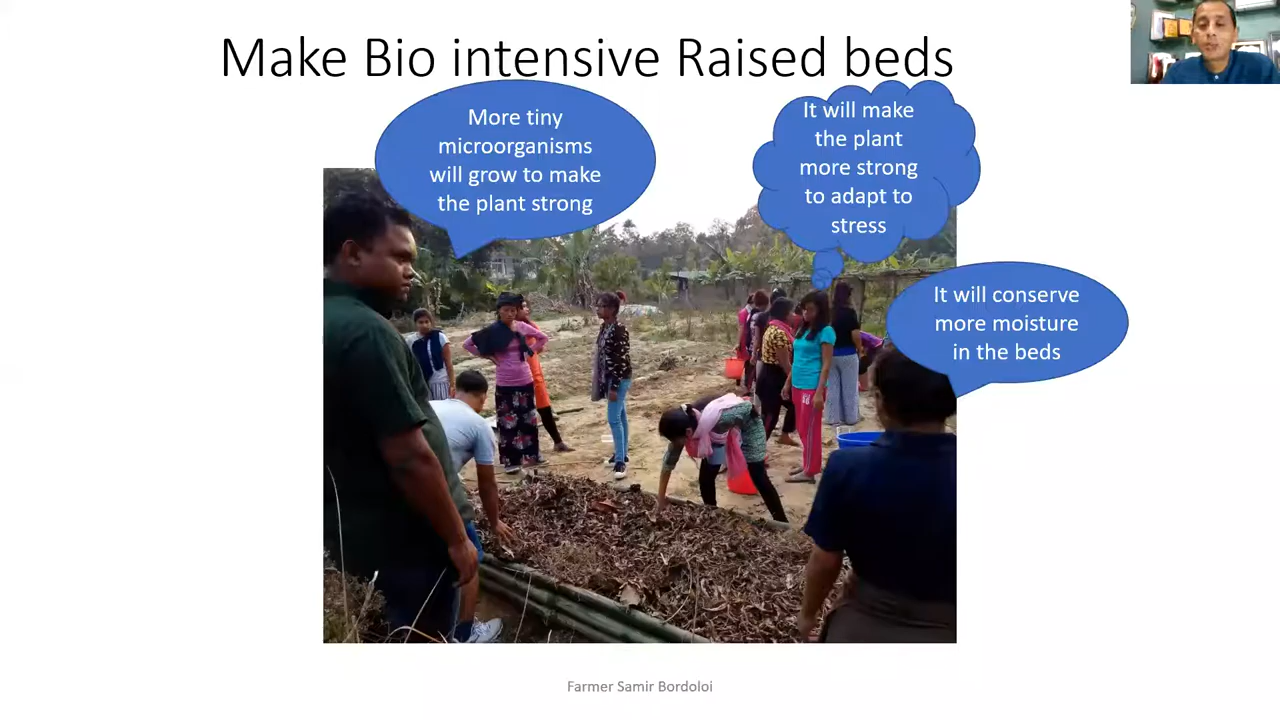 Make Bio intensive Raised beds
More tiny
microorganisms
will grow to make
the plant strong
It will make
the plant
more strong
to adapt to
stress
It will conserve
more moisture
in the beds
Farmer Samir Bordoloi